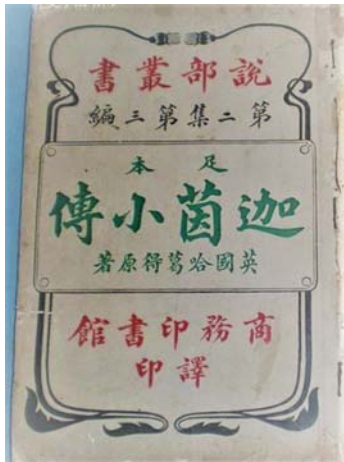 說部叢書
第二集第三編
足本
迦茵小傳
英國哈葛得原著
商務印書館
譯印